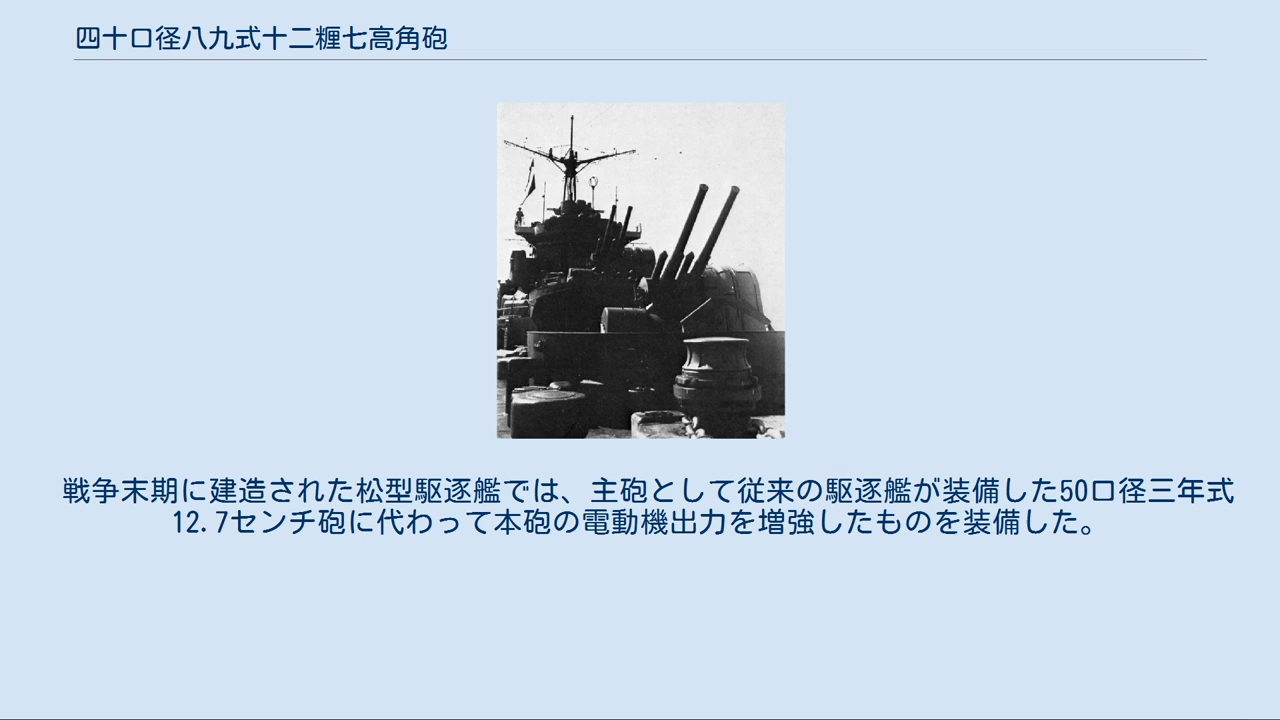 四十口径八九式十二糎七高角砲
戦争末期に建造された松型駆逐艦では、主砲として従来の駆逐艦が装備した50口径三年式
12.7センチ砲に代わって本砲の電動機出力を増強したものを装備した。